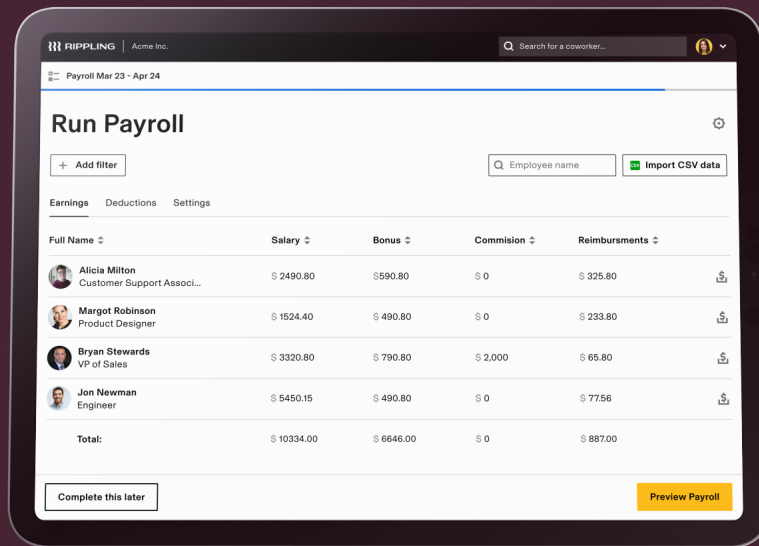 RIPPLING Acme Inc. Search for a coworker...
Payroll Mar 23 - Apr 24
Run Payroll
+ Add filter Employee name CSV Import CSV data
Earnings Deductions Settings
Full Name Salary Bonus Commision Reimbursments
Alicia Milton
Customer Support Associ... $ 2490.80 $590.80 $ 0 $ 325.80
Margot Robinson
Product Designer $ 1524.40 $ 490.80 $ 0 $ 233.80
Bryan Stewards
VP of Sales $ 3320.80 $ 790.80 $ 2,000 $ 65.80
Jon Newman
Engineer $ 5450.15 $ 490.80 $ 0 $ 77.56
Total: $ 10334.00 $ 6646.00 $ 0 $ 887.00
Complete this later Preview Payroll